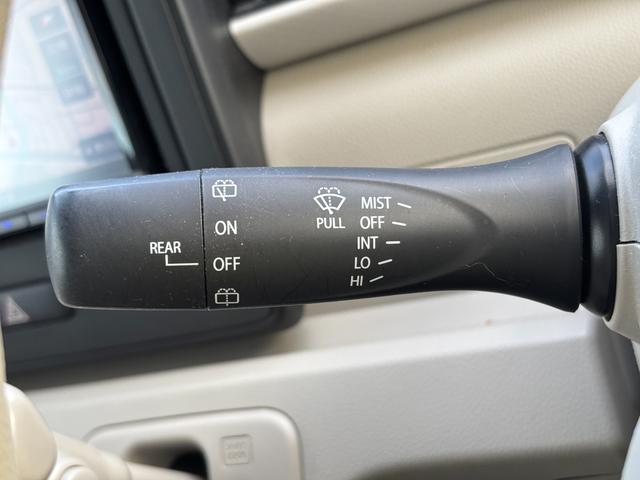 REAR
ON
OFF
PULL
MIST
OFF
INT
LO
HI